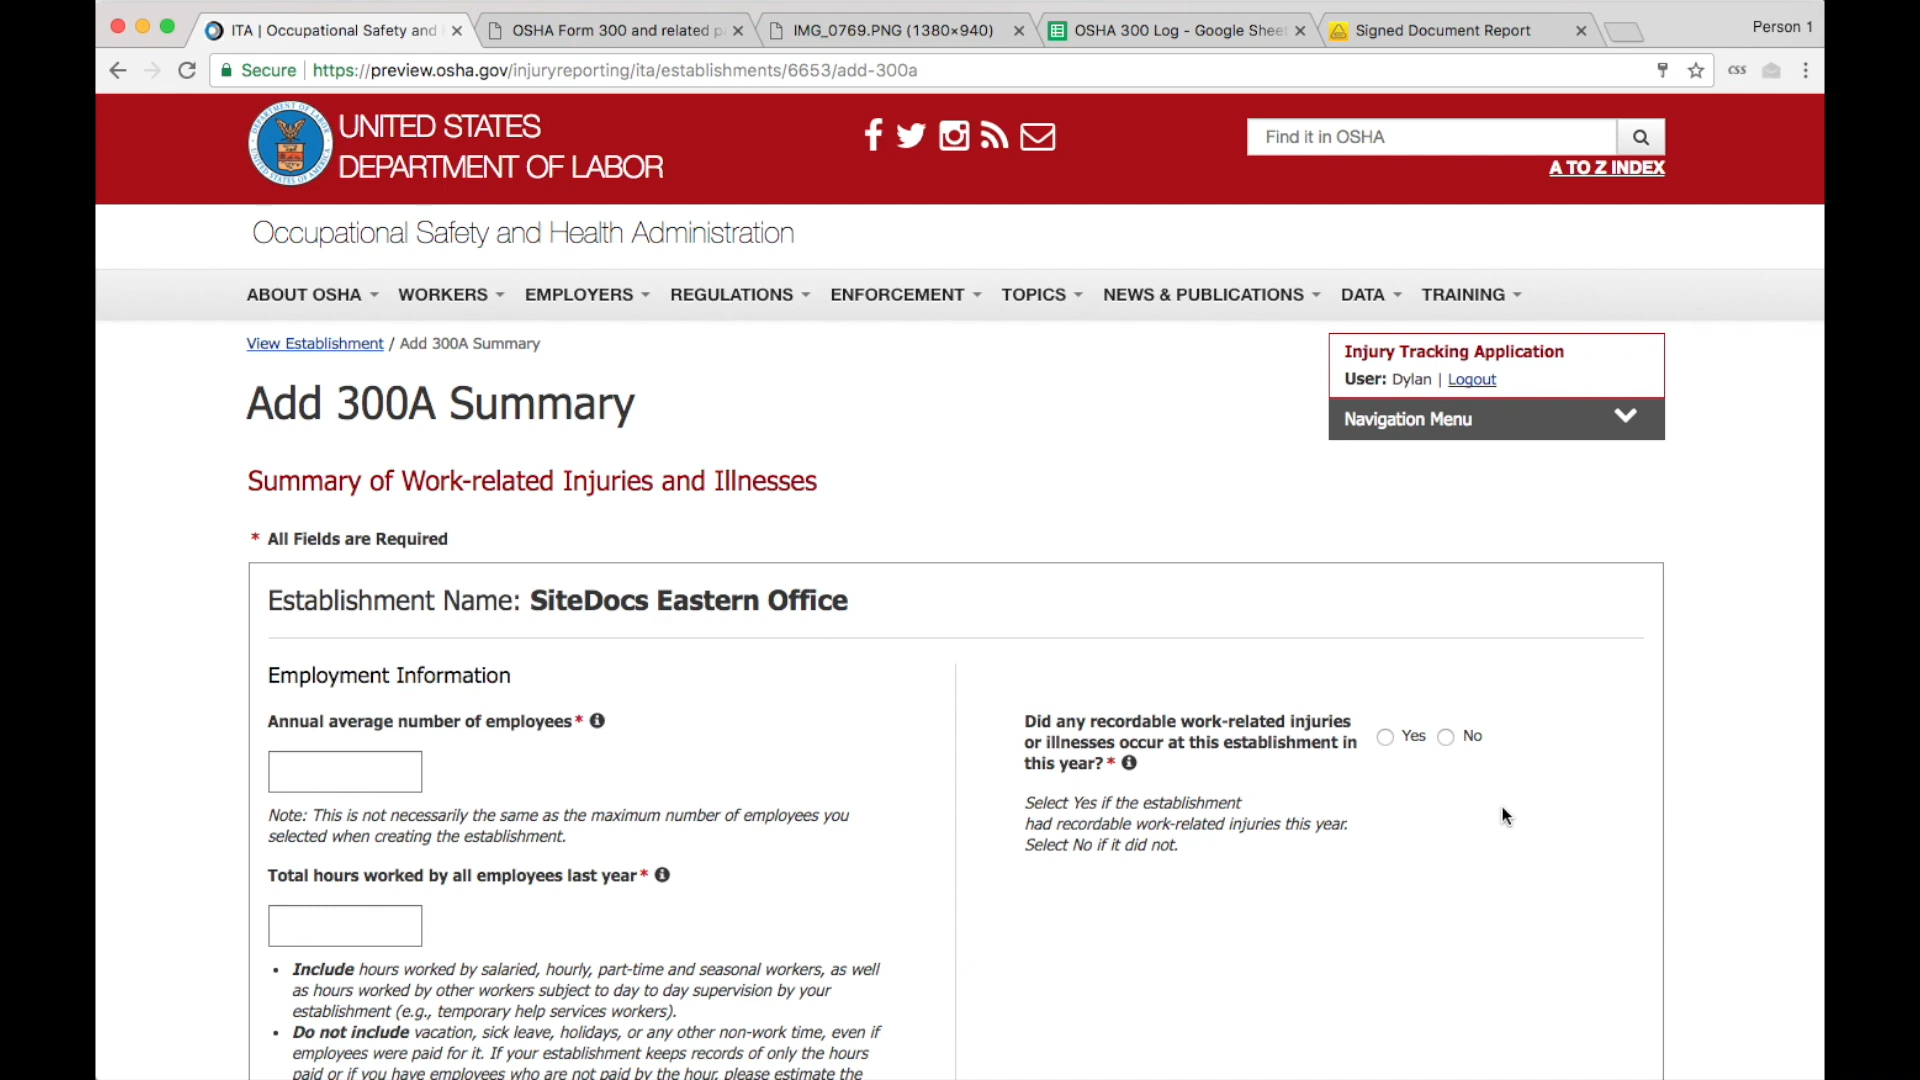 ITA | Occupational Safety and
OSHA Form 300 and related p
IMG_0769.PNG (1380×940)
OSHA 300 Log - Google Sheet
Signed Document Report
Person 1
Secure
https://preview.osha.gov/injuryreporting/ita/establishments/6653/add-300a
css
UNITED STATES
DEPARTMENT OF LABOR
Find it in OSHA
A TO Z INDEX
Occupational Safety and Health Administration
ABOUT OSHA WORKERS EMPLOYERS REGULATIONS ENFORCEMENT TOPICS NEWS & PUBLICATIONS DATA TRAINING
View Establishment / Add 300A Summary
Injury Tracking Application
User: Dylan | Logout
Navigation Menu
Add 300A Summary
Summary of Work-related Injuries and Illnesses
* All Fields are Required
Establishment Name: SiteDocs Eastern Office
Employment Information
Annual average number of employees *
Note: This is not necessarily the same as the maximum number of employees you
selected when creating the establishment.
Total hours worked by all employees last year *
• Include hours worked by salaried, hourly, part-time and seasonal workers, as well
as hours worked by other workers subject to day to day supervision by your
establishment (e.g., temporary help services workers).
• Do not include vacation, sick leave, holidays, or any other non-work time, even if
employees were paid for it. If your establishment keeps records of only the hours
paid or if you have employees who are not paid by the hour, please estimate the
Did any recordable work-related injuries
or illnesses occur at this establishment in
this year? *
Yes No
Select Yes if the establishment
had recordable work-related injuries this year.
Select No if it did not.